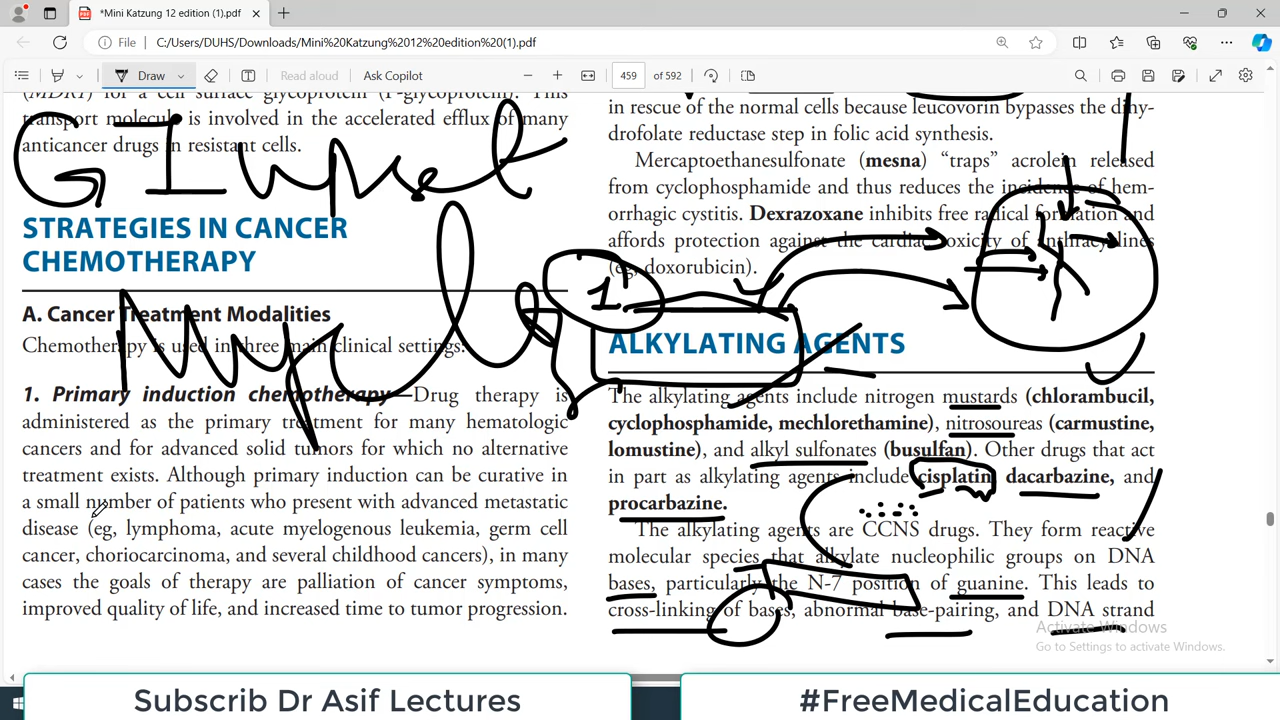 *Mini Katzung 12 edition (1).pdf
File C:/Users/DUHS/Downloads/Mini%20Katzung%2012%20edition%20(1).pdf
Draw Read aloud Ask Copilot 459 of 592
(MDR1) for a cell surface glycoprotein (P-glycoprotein). This
transport molecule is involved in the accelerated efflux of many
anticancer drugs in resistant cells.
GI upset
STRATEGIES IN CANCER
CHEMOTHERAPY
A. Cancer Treatment Modalities
Chemotherapy is used in three main clinical settings:
1. Primary induction chemotherapy—Drug therapy is
administered as the primary treatment for many hematologic
cancers and for advanced solid tumors for which no alternative
treatment exists. Although primary induction can be curative in
a small number of patients who present with advanced metastatic
disease (eg, lymphoma, acute myelogenous leukemia, germ cell
cancer, choriocarcinoma, and several childhood cancers), in many
cases the goals of therapy are palliation of cancer symptoms,
improved quality of life, and increased time to tumor progression.
in rescue of the normal cells because leucovorin bypasses the dihy-
drofolate reductase step in folic acid synthesis.
Mercaptoethanesulfonate (mesna) “traps” acrolein released
from cyclophosphamide and thus reduces the incidence of hem-
orrhagic cystitis. Dexrazoxane inhibits free radical formation and
affords protection against the cardiac toxicity of anthracyclines
(eg, doxorubicin).
1
ALKYLATING AGENTS
The alkylating agents include nitrogen mustards (chlorambucil,
cyclophosphamide, mechlorethamine), nitrosoureas (carmustine,
lomustine), and alkyl sulfonates (busulfan). Other drugs that act
in part as alkylating agents include cisplatin, dacarbazine, and
procarbazine.
The alkylating agents are CCNS drugs. They form reactive
molecular species that alkylate nucleophilic groups on DNA
bases, particularly the N-7 position of guanine. This leads to
cross-linking of bases, abnormal base-pairing, and DNA strand
Activate Windows
Go to Settings to activate Windows.
Subscrib Dr Asif Lectures
#FreeMedicalEducation